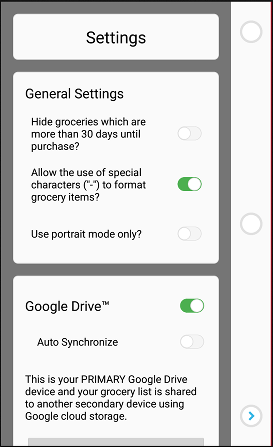 Settings
General Settings
Hide groceries which are
more than 30 days until
purchase?
Allow the use of special
characters ("-") to format
grocery items?
Use portrait mode only?
Google Drive™
Auto Synchronize
This is your PRIMARY Google Drive
device and your grocery list is shared
to another secondary device using
Google cloud storage.